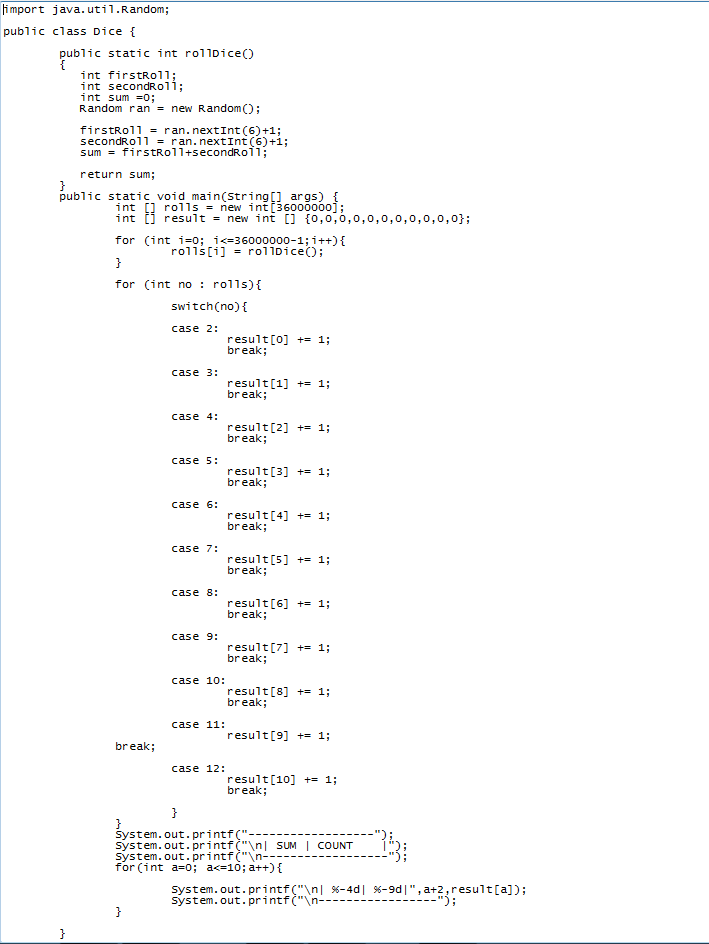 import java.util.Random;
public class Dice {
public static int rollDice()
{
int firstRoll;
int secondRoll;
int sum =0;
Random ran = new Random();
firstRoll = ran.nextInt(6)+1;
secondRoll = ran.nextInt(6)+1;
sum = firstRoll+secondRoll;
return sum;
}
public static void main(String[] args) {
int [] rolls = new int[36000000];
int [] result = new int [] {0,0,0,0,0,0,0,0,0,0,0};
for (int i=0; i<=36000000-1;i++){
rolls[i] = rollDice();
}
for (int no : rolls){
switch(no){
case 2:
result[0] += 1;
break;
case 3:
result[1] += 1;
break;
case 4:
result[2] += 1;
break;
case 5:
result[3] += 1;
break;
case 6:
result[4] += 1;
break;
case 7:
result[5] += 1;
break;
case 8:
result[6] += 1;
break;
case 9:
result[7] += 1;
break;
case 10:
result[8] += 1;
break;
case 11:
result[9] += 1;
break;
case 12:
result[10] += 1;
break;
}
}
System.out.printf("------------------");
System.out.printf("\n| SUM | COUNT    |");
System.out.printf("\n------------------");
for(int a=0; a<=10;a++){
System.out.printf("\n| %-4d| %-9d|",a+2,result[a]);
System.out.printf("\n-----------------");
}
}